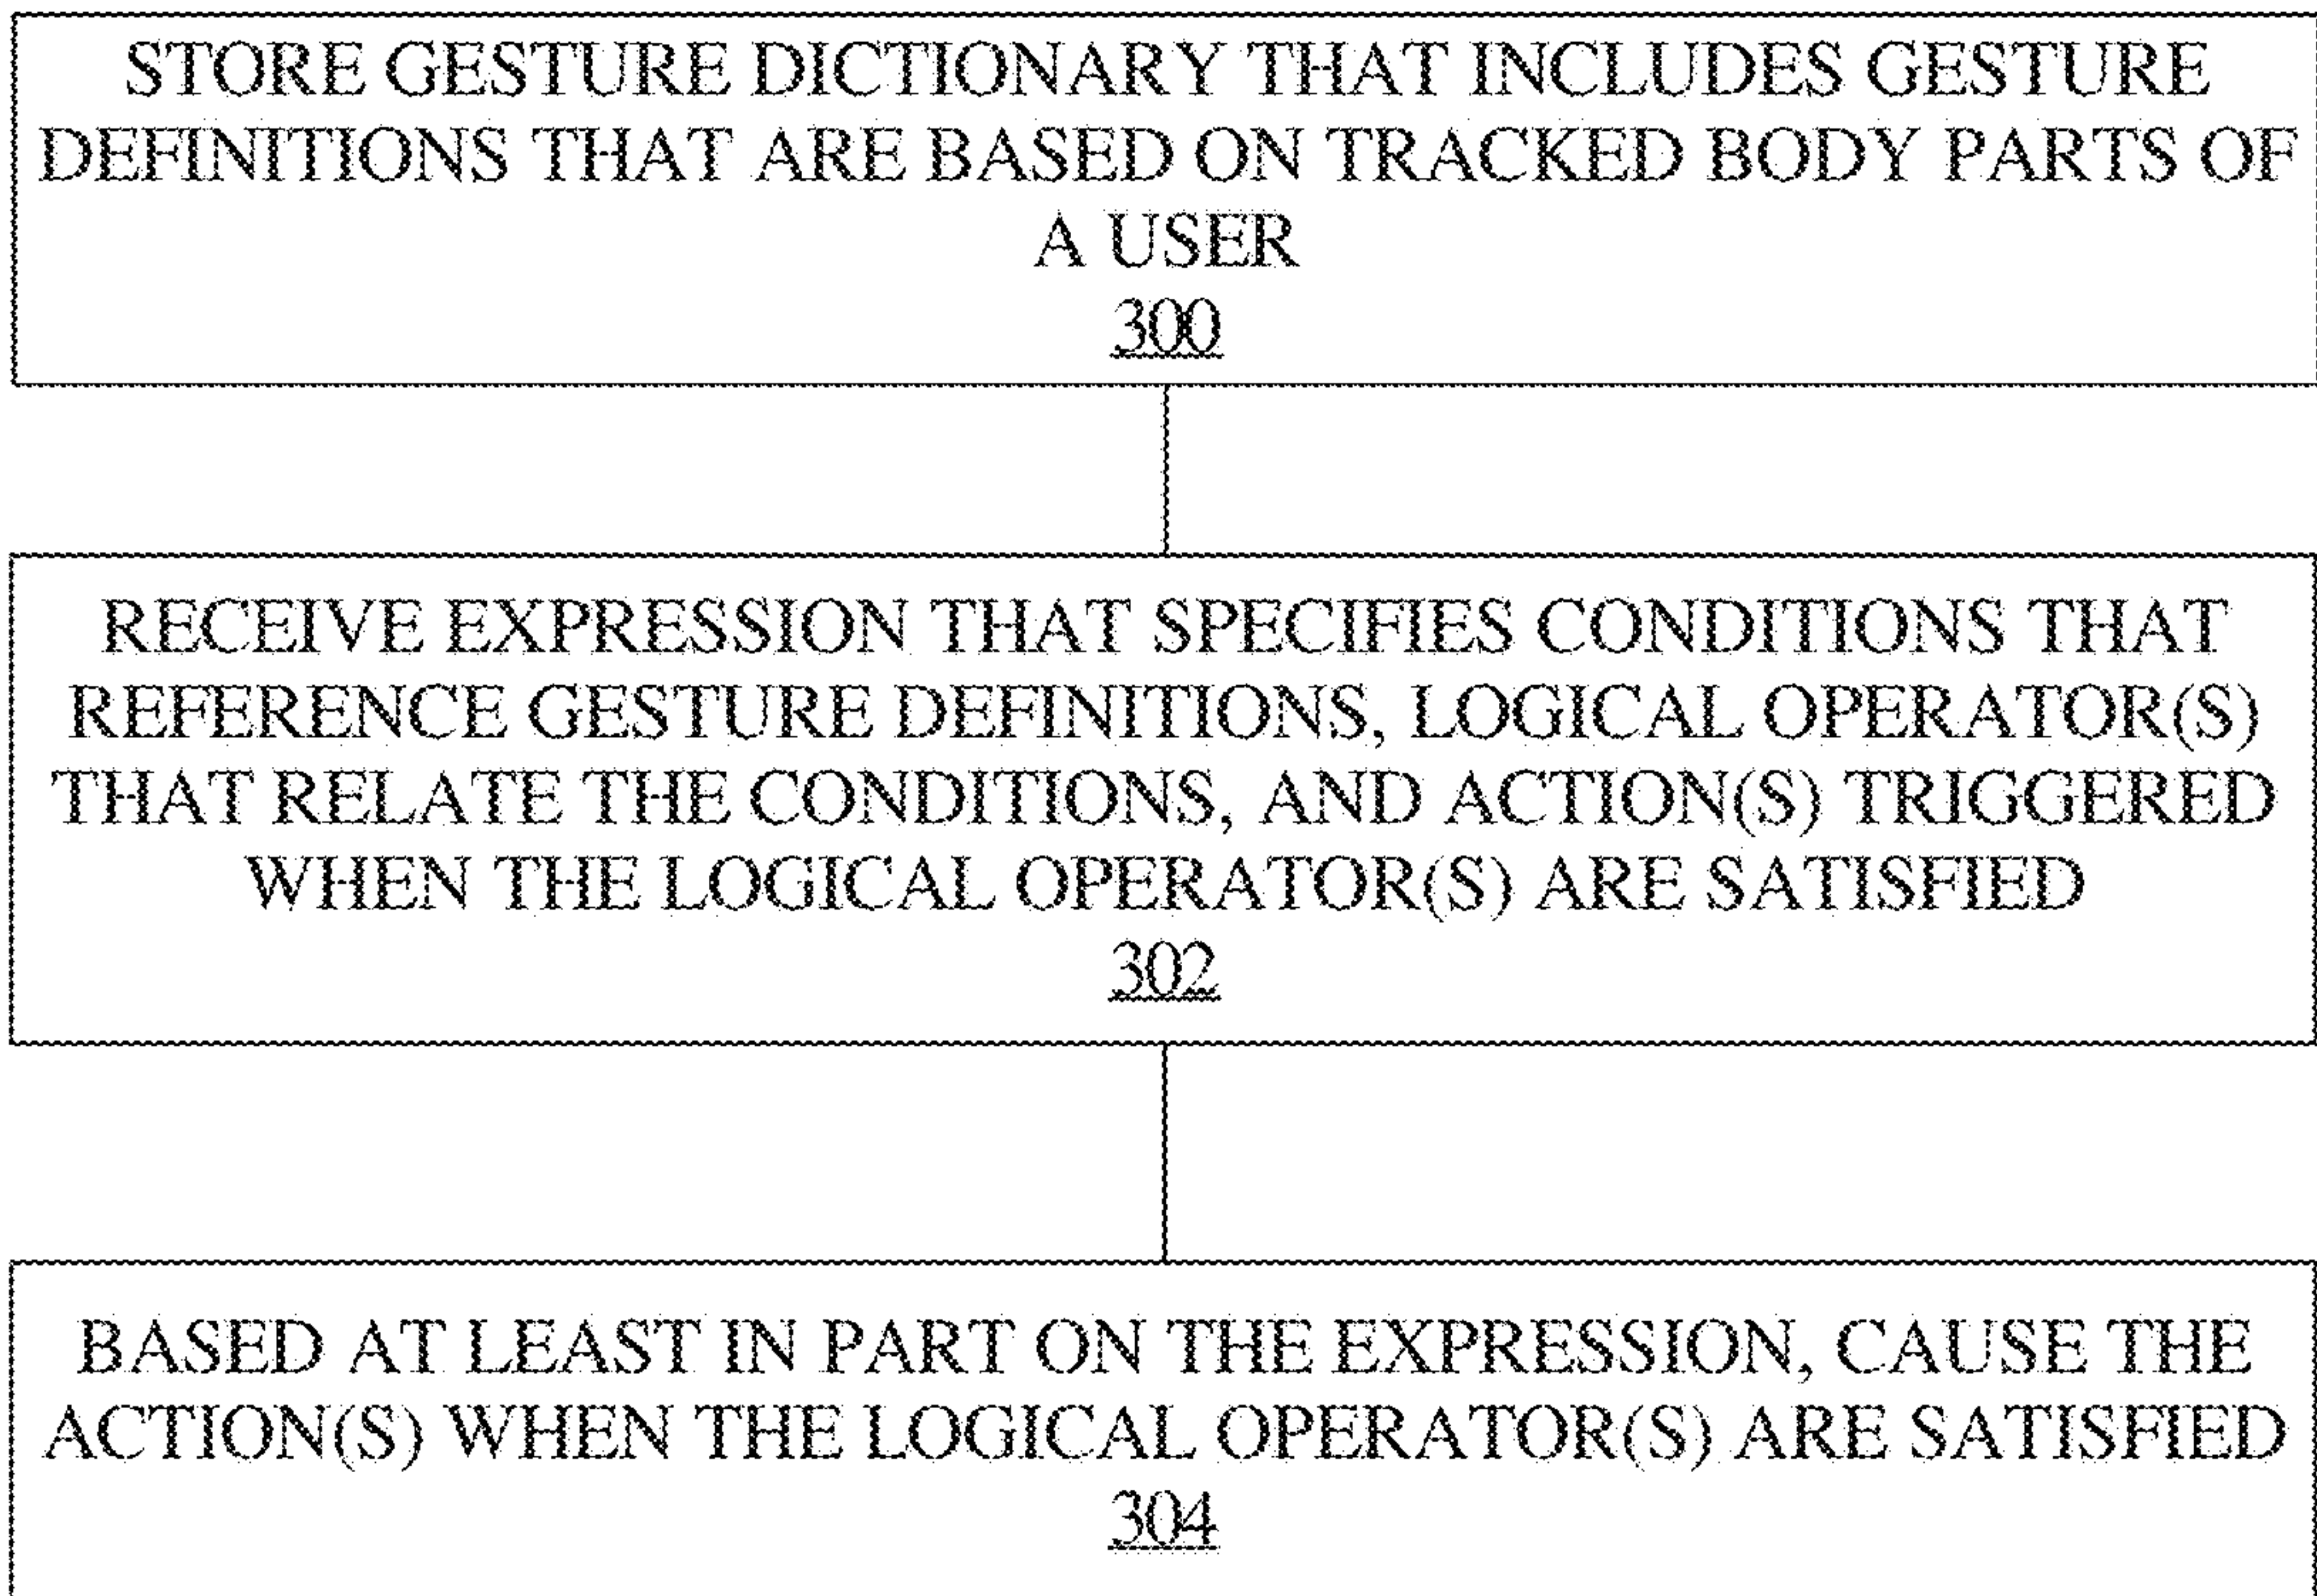 STORE GESTURE DICTIONARY THAT INCLUDES GESTURE
DEFINITIONS THAT ARE BASED ON TRACKED BODY PARTS OF
A USER
300
RECEIVE EXPRESSION THAT SPECIFIES CONDITIONS THAT
REFERENCE GESTURE DEFINITIONS, LOGICAL OPERATOR(S)
THAT RELATE THE CONDITIONS, AND ACTION(S) TRIGGERED
WHEN THE LOGICAL OPERATOR(S) ARE SATISFIED
302
BASED AT LEAST IN PART ON THE EXPRESSION, CAUSE THE
ACTION(S) WHEN THE LOGICAL OPERATOR(S) ARE SATISFIED
304